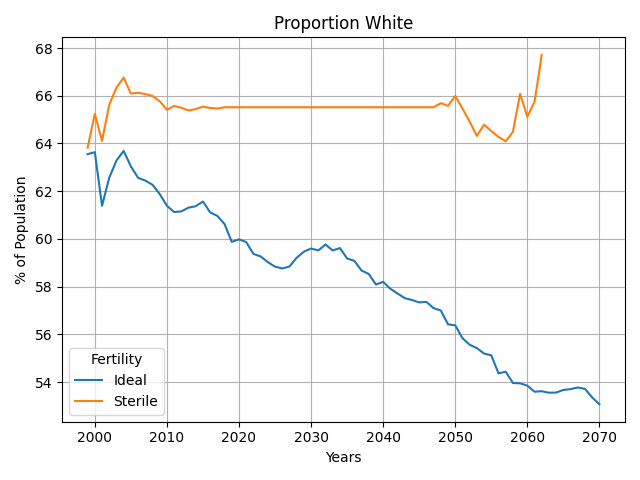 Proportion White
% of Population
68
66
64
62
60
58
56
54
Fertility
Ideal
Sterile
2000 2010 2020 2030 2040 2050 2060 2070
Years